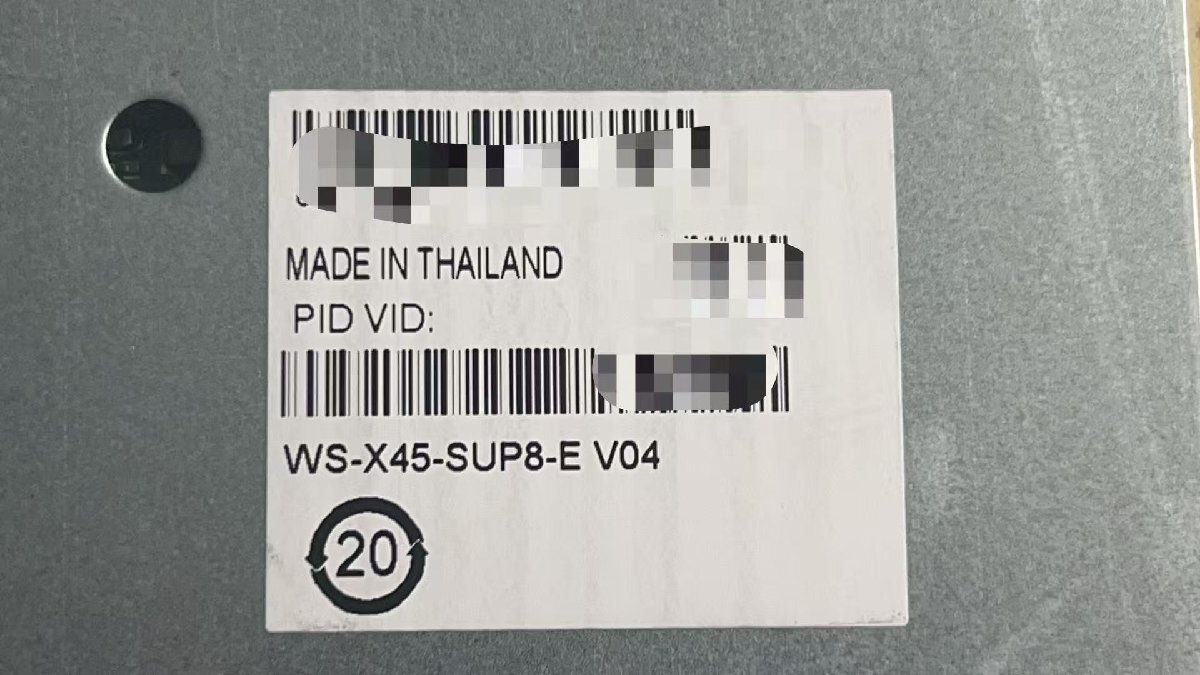 MADE IN THAILAND
PID VID:
WS-X45-SUP8-E V04
20